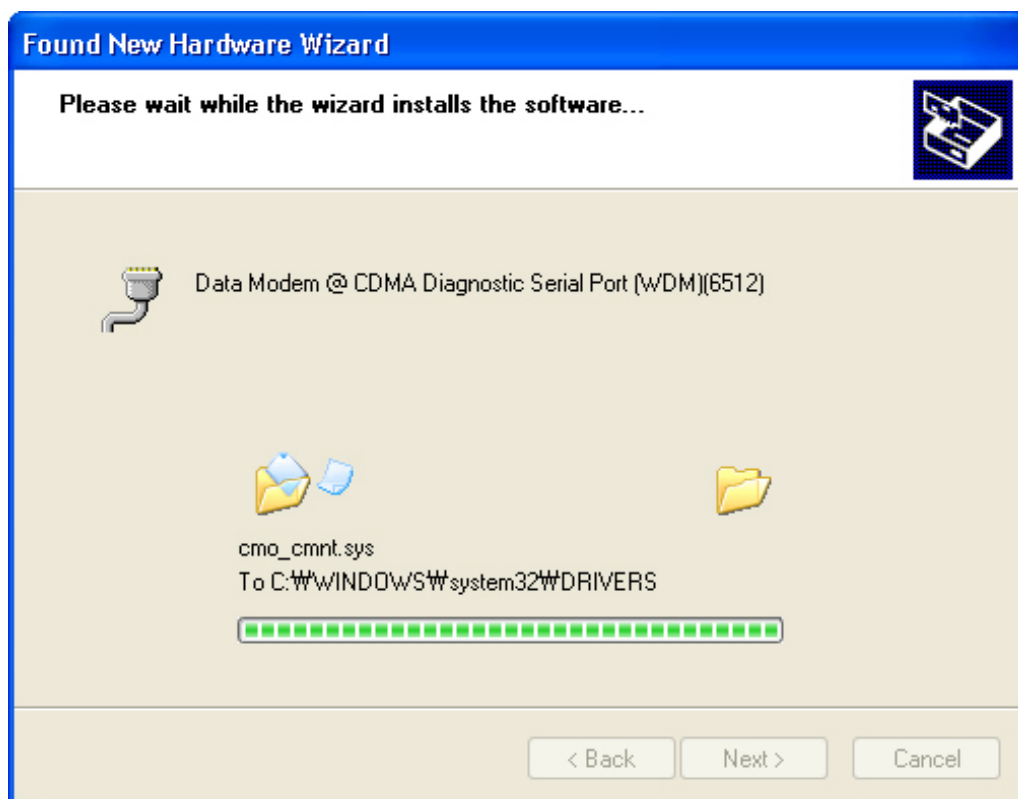 Found New Hardware Wizard
Please wait while the wizard installs the software...
Data Modem @ CDMA Diagnostic Serial Port (WDM)(6512)
cmo_cmnt.sys
To C:₩WINDOWS₩system32₩DRIVERS
< Back Next > Cancel